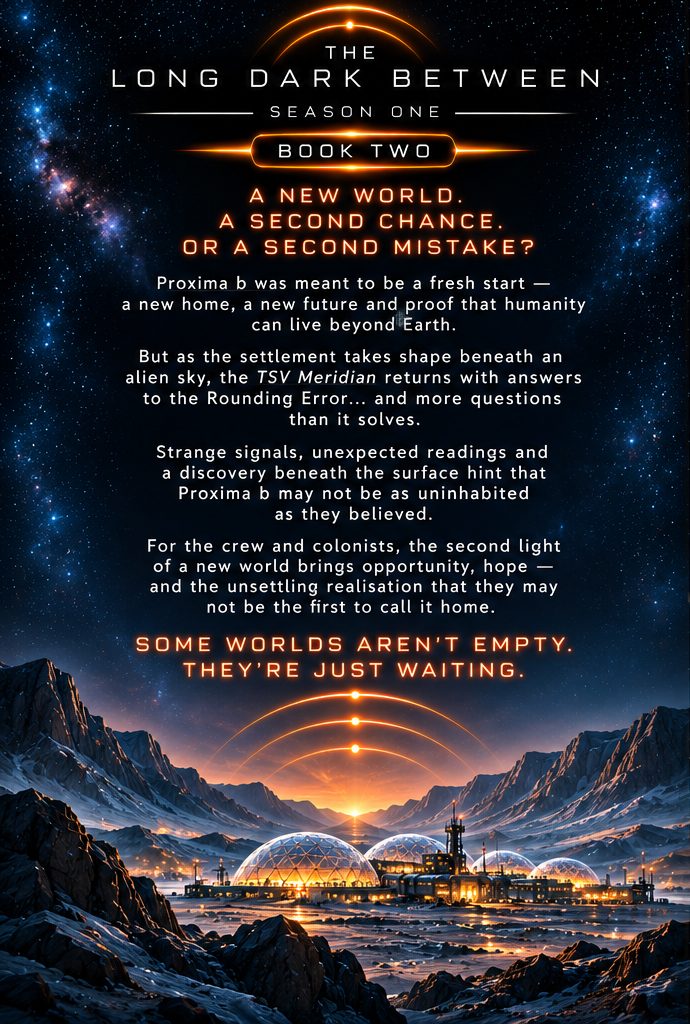 THE
LONG DARK BETWEEN
SEASON ONE
BOOK TWO
A NEW WORLD.
A SECOND CHANCE.
OR A SECOND MISTAKE?
Proxima b was meant to be a fresh start —
a new home, a new future and proof that humanity
can live beyond Earth.
But as the settlement takes shape beneath an
alien sky, the TSV Meridian returns with answers
to the Rounding Error... and more questions
than it solves.
Strange signals, unexpected readings and
a discovery beneath the surface hint that
Proxima b may not be as uninhabited
as they believed.
For the crew and colonists, the second light
of a new world brings opportunity, hope —
and the unsettling realisation that they may
not be the first to call it home.
SOME WORLDS AREN'T EMPTY.
THEY'RE JUST WAITING.